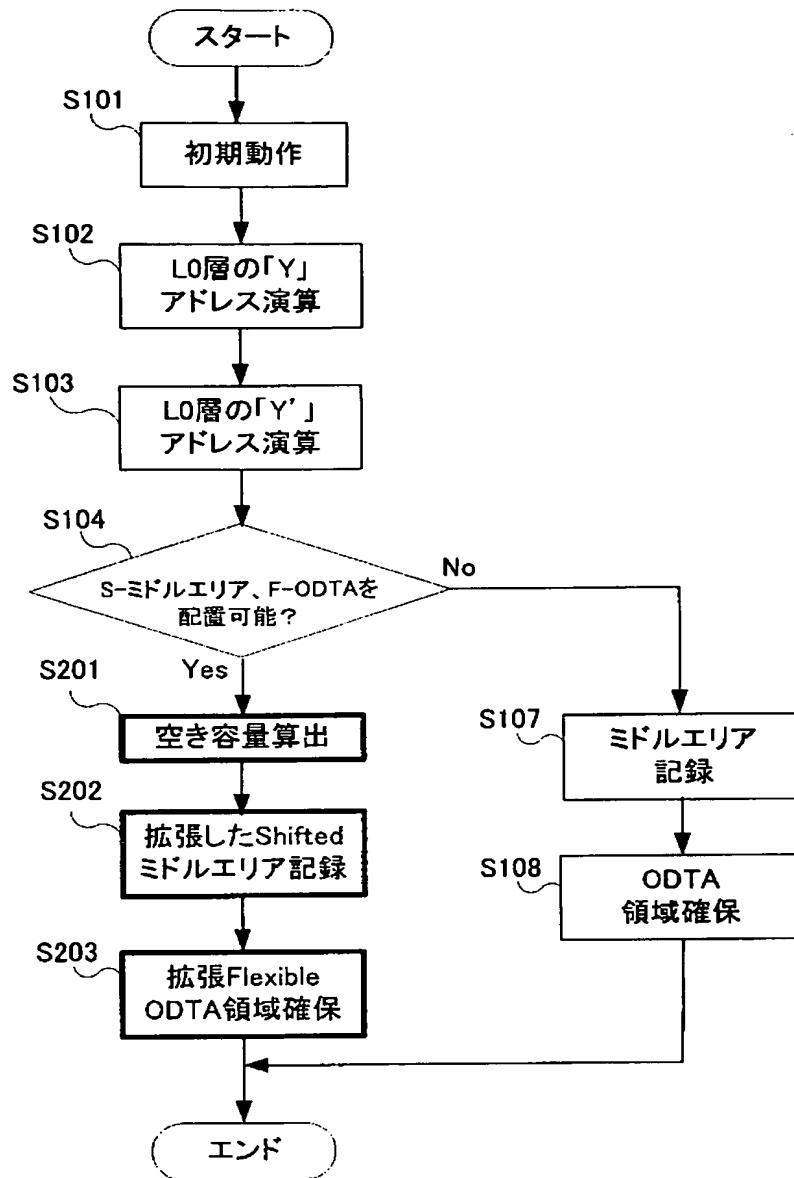 スタート
S101
初期動作
S102
L0層の「Y」
アドレス演算
S103
L0層の「Y'」
アドレス演算
S104
S-ミドルエリア、F-ODTAを
配置可能？
No
Yes
S201
空き容量算出
S202
拡張したShifted
ミドルエリア記録
S203
拡張Flexible
ODTA領域確保
S107
ミドルエリア
記録
S108
ODTA
領域確保
エンド